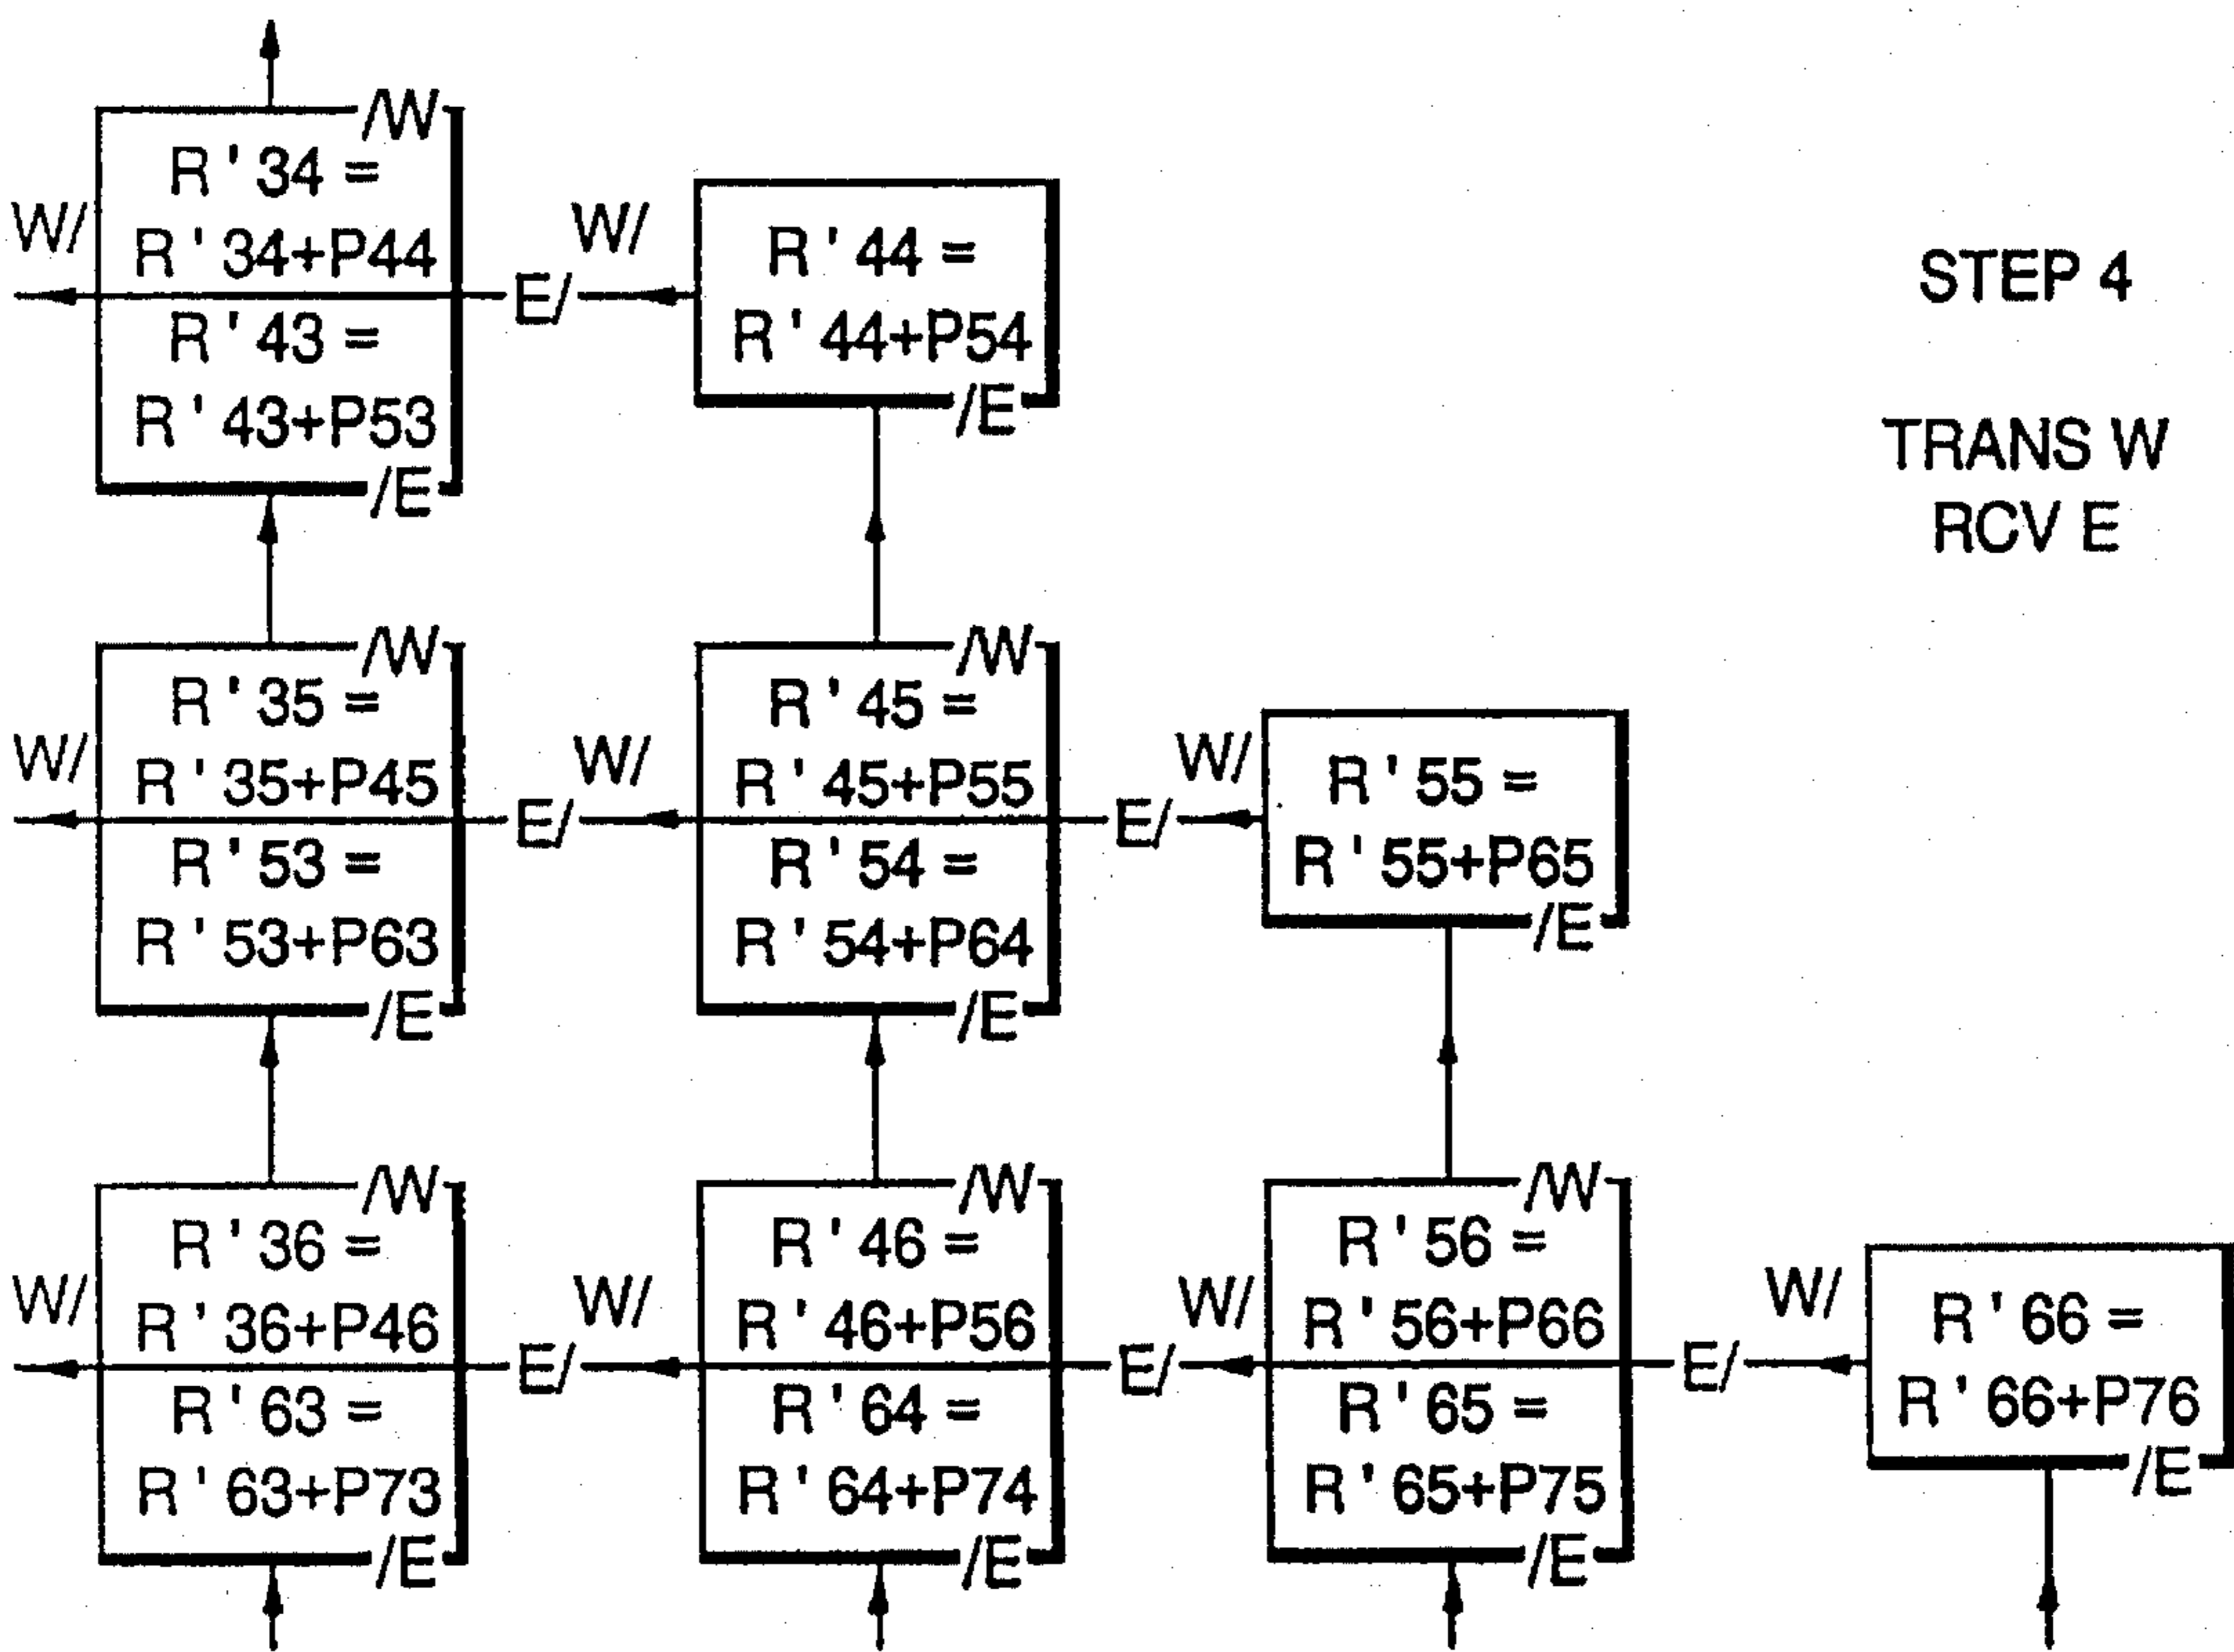 /W
R'34 =
W/
R'34+P44
R'43 =
R'43+P53
/E
E/
W/
R'44 =
R'44+P54
/E
STEP 4
TRANS W
RCV E
/W
R'35 =
W/
R'35+P45
R'53 =
R'53+P63
/E
E/
W/
/W
R'45 =
R'45+P55
R'54 =
R'54+P64
/E
E/
W/
R'55 =
R'55+P65
/E
/W
R'36 =
W/
R'36+P46
R'63 =
R'63+P73
/E
E/
W/
/W
R'46 =
R'46+P56
R'64 =
R'64+P74
/E
E/
W/
/W
R'56 =
R'56+P66
R'65 =
R'65+P75
/E
E/
W/
R'66 =
R'66+P76
/E